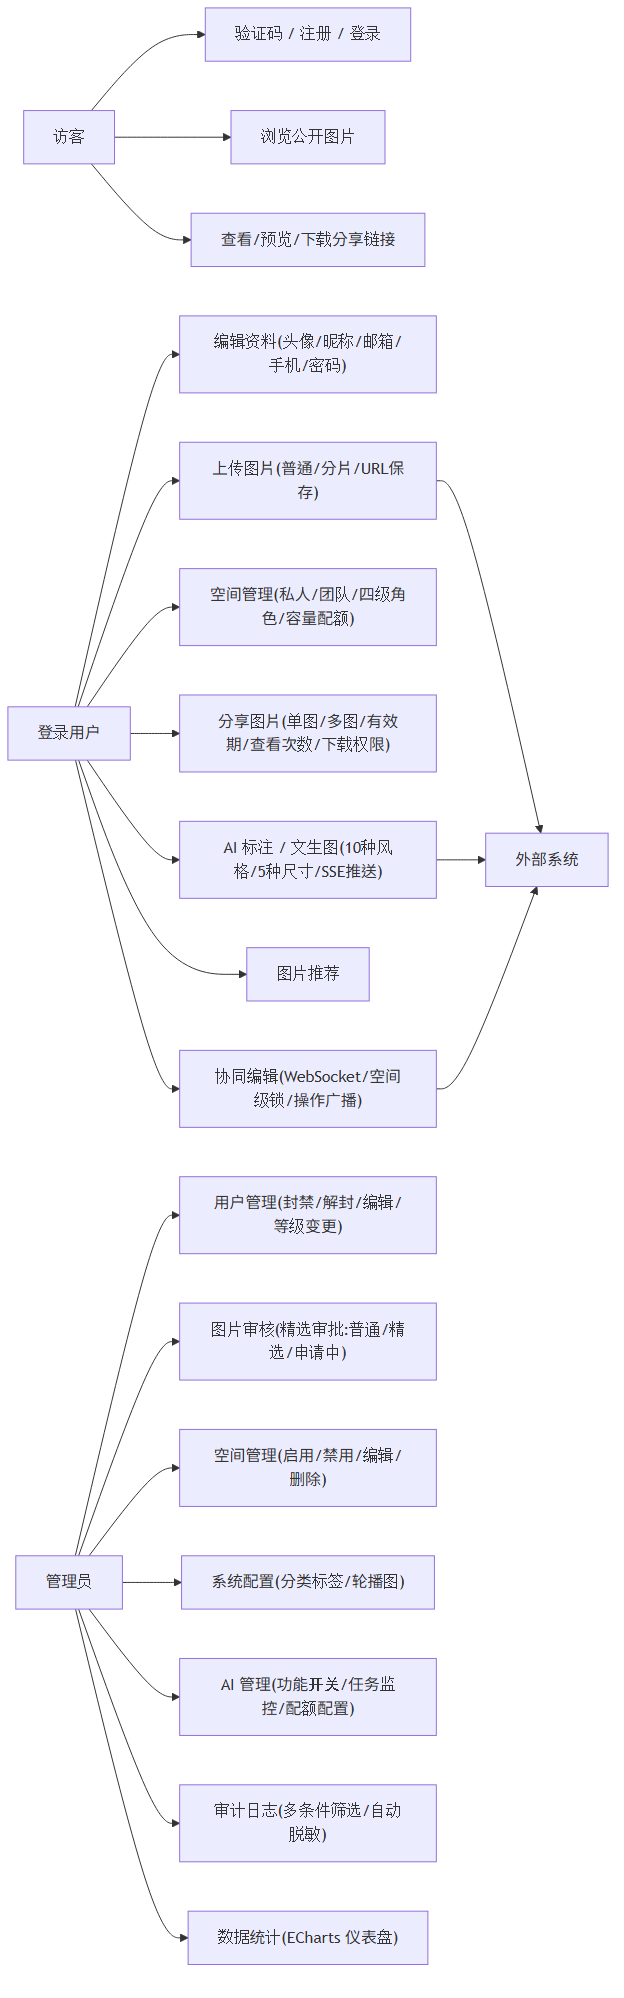 验证码 / 注册 / 登录
访客
浏览公开图片
查看/预览/下载分享链接
编辑资料(头像/昵称/邮箱/
手机/密码)
上传图片(普通/分片/URL保
存)
空间管理(私人/团队/四级角
色/容量配额)
登录用户
分享图片(单图/多图/有效
期/查看次数/下载权限)
AI 标注 / 文生图(10种风
格/5种尺寸/SSE推送)
外部系统
图片推荐
协同编辑(WebSocket/空间
级锁/操作广播)
用户管理(封禁/解封/编辑/
等级变更)
图片审核(精选审批:普通/精
选/申请中)
空间管理(启用/禁用/编辑/
删除)
管理员
系统配置(分类标签/轮播图)
AI 管理(功能开关/任务监
控/配额配置)
审计日志(多条件筛选/自动
脱敏)
数据统计(ECharts 仪表盘)